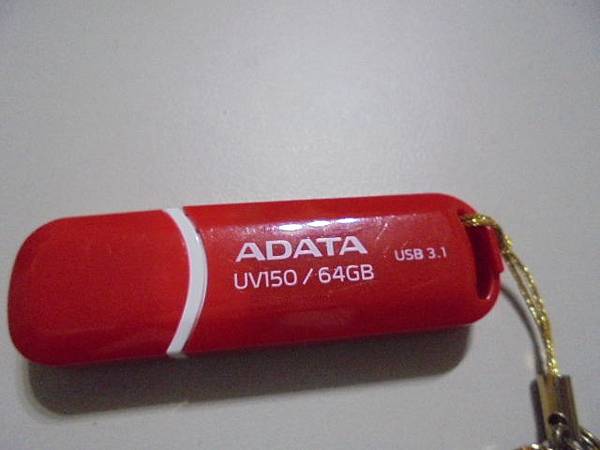 ADATA
USB 3.1
UV150 / 64GB